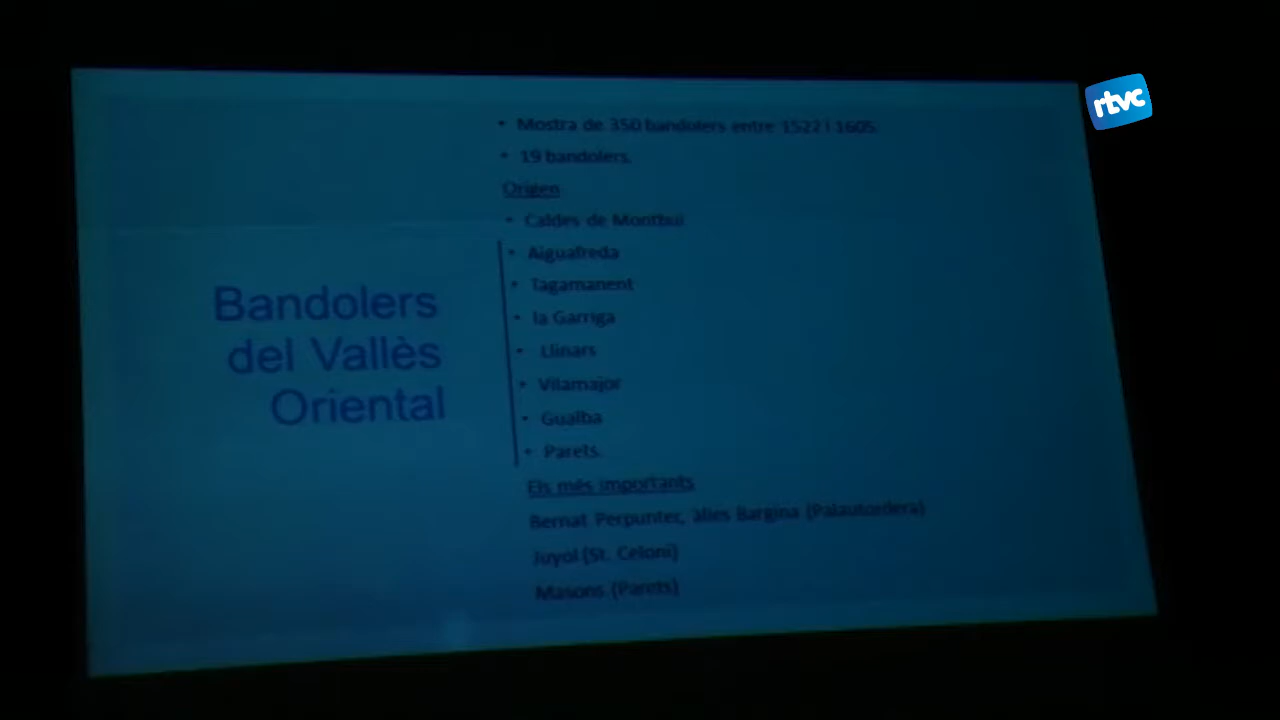 rtvc
Bandolers
del Vallès
Oriental
• Mostra de 350 bandolers entre 1522 i 1605.
• 19 bandolers.
Origen
• Caldes de Montbui
• Aiguafreda
• Tagamanent
• la Garriga
• Llinars
• Vilamajor
• Gualba
• Parets.
Els més importants
Bernat Perpunter, àlies Bargina (Palautordera)
Juyol (St. Celoni)
Masons (Parets)